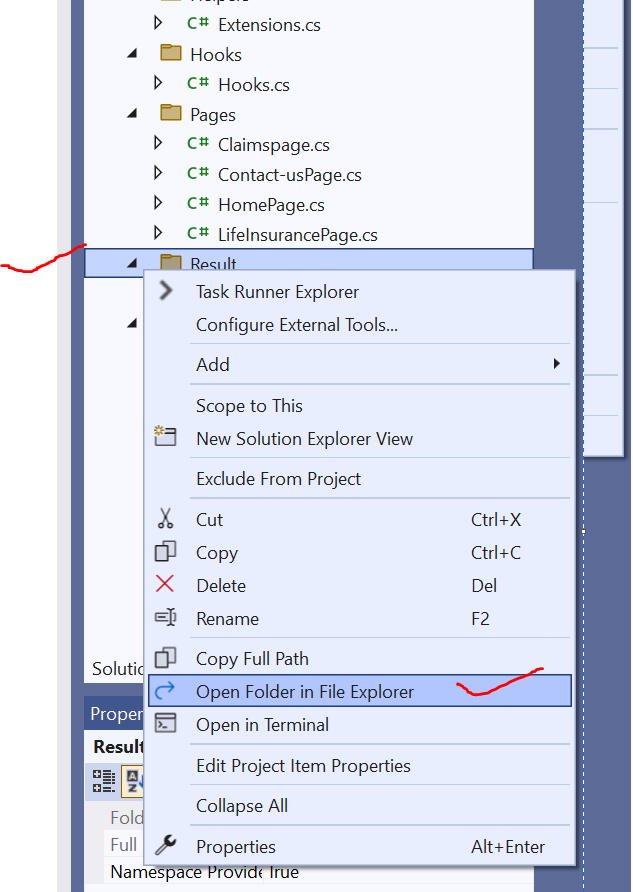 Helpers
C# Extensions.cs
Hooks
C# Hooks.cs
Pages
C# Claimspage.cs
C# Contact-usPage.cs
C# HomePage.cs
C# LifeInsurancePage.cs
Result
Task Runner Explorer
Configure External Tools...
Add
Scope to This
New Solution Explorer View
Exclude From Project
Cut Ctrl+X
Copy Ctrl+C
Delete Del
Rename F2
Copy Full Path
Solutio
Open Folder in File Explorer
Proper
Open in Terminal
Result
Edit Project Item Properties
A
Z
Collapse All
Fold
Full
Properties Alt+Enter
Namespace Provide True